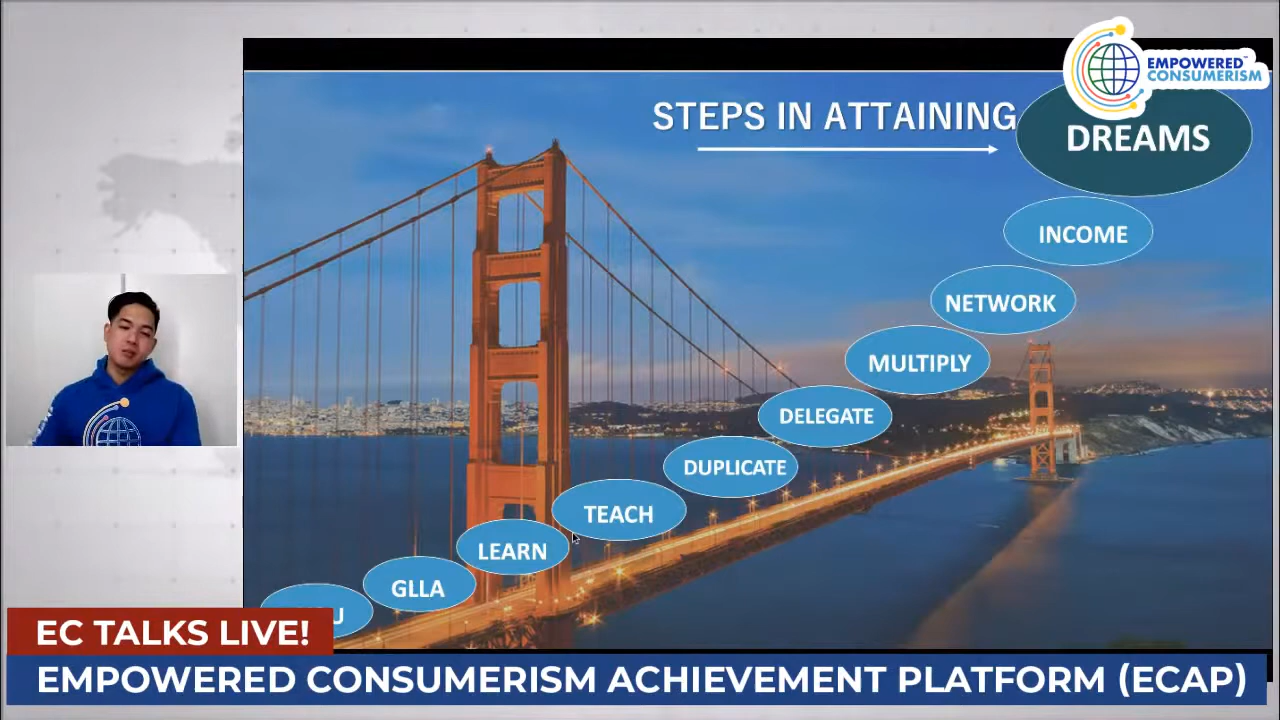 EMPOWERED
CONSUMERISM
STEPS IN ATTAINING
DREAMS
INCOME
NETWORK
MULTIPLY
DELEGATE
DUPLICATE
TEACH
LEARN
GLLA
EC TALKS LIVE!
EMPOWERED CONSUMERISM ACHIEVEMENT PLATFORM (ECAP)